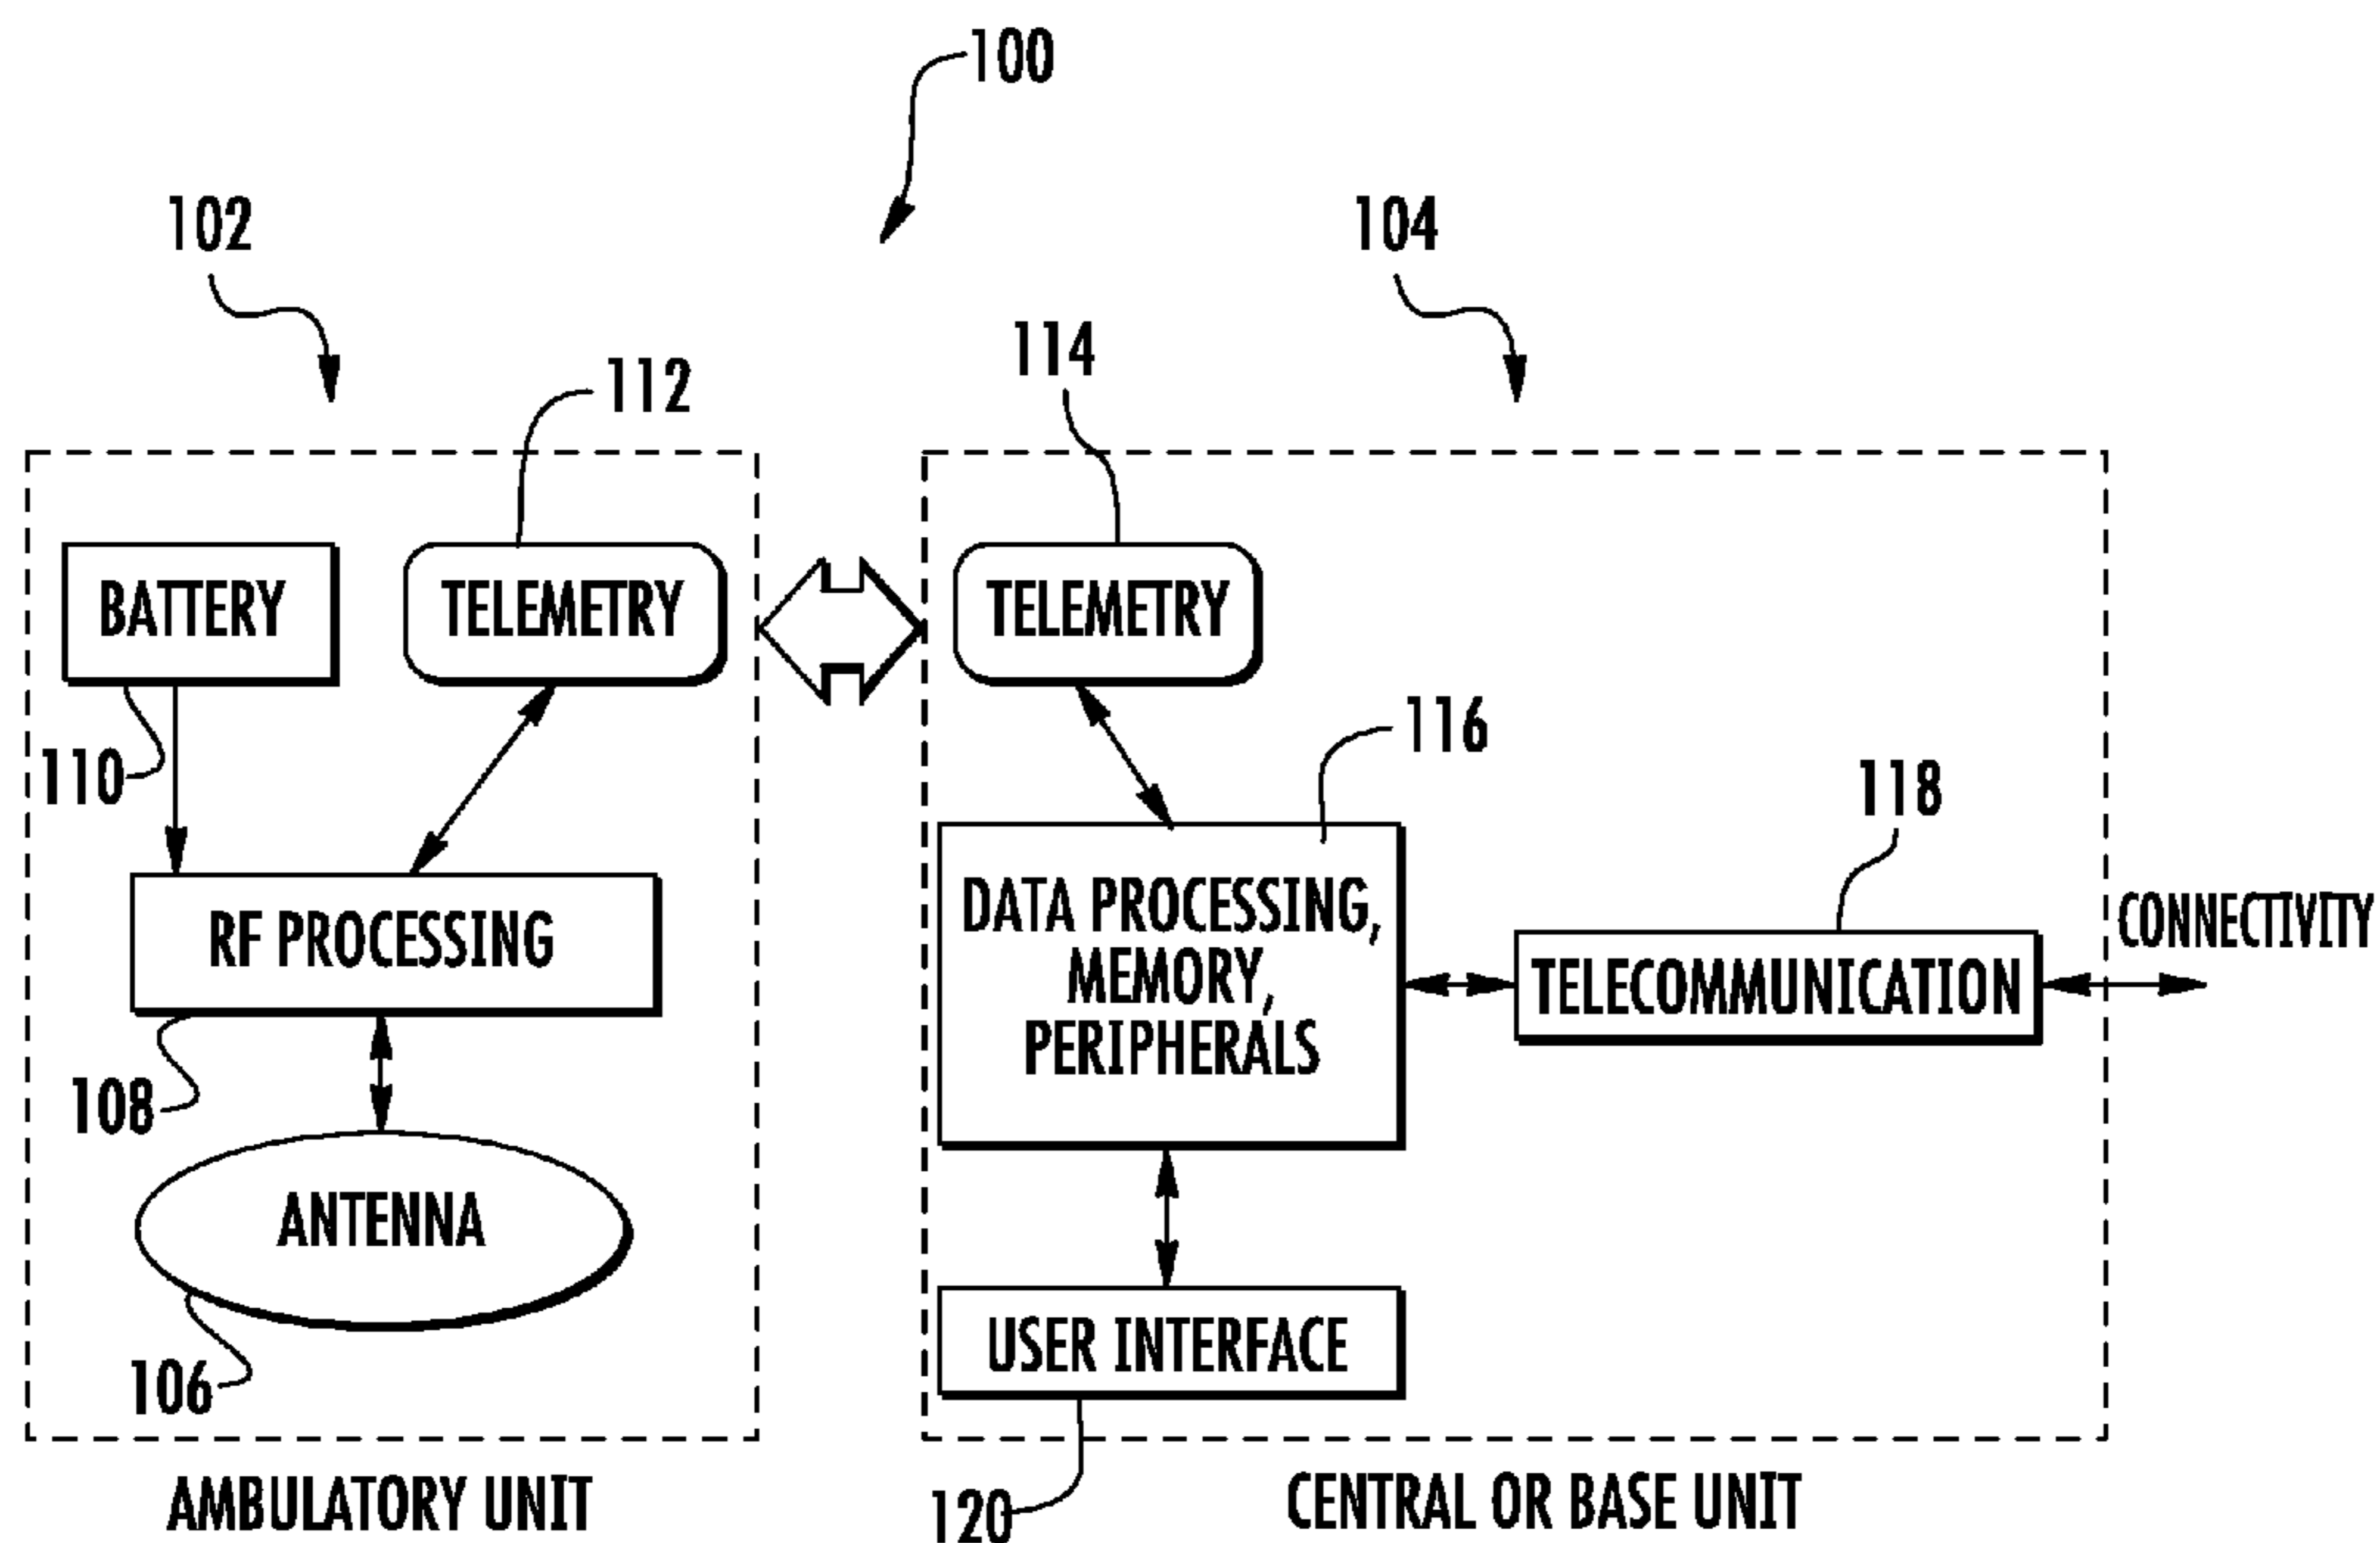 100
102
104
112
114
BATTERY
TELEMETRY
TELEMETRY
110
116
118
RF PROCESSING
DATA PROCESSING,
MEMORY,
PERIPHERALS
TELECOMMUNICATION
CONNECTIVITY
108
ANTENNA
106
USER INTERFACE
120
AMBULATORY UNIT
CENTRAL OR BASE UNIT